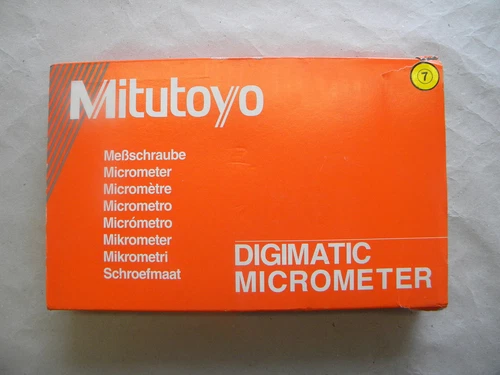 Mitutoyo
7
Meßschraube
Micrometer
Micromètre
Micrometro
Micrómetro
Mikrometer
Mikrometri
Schroefmaat
DIGIMATIC
MICROMETER